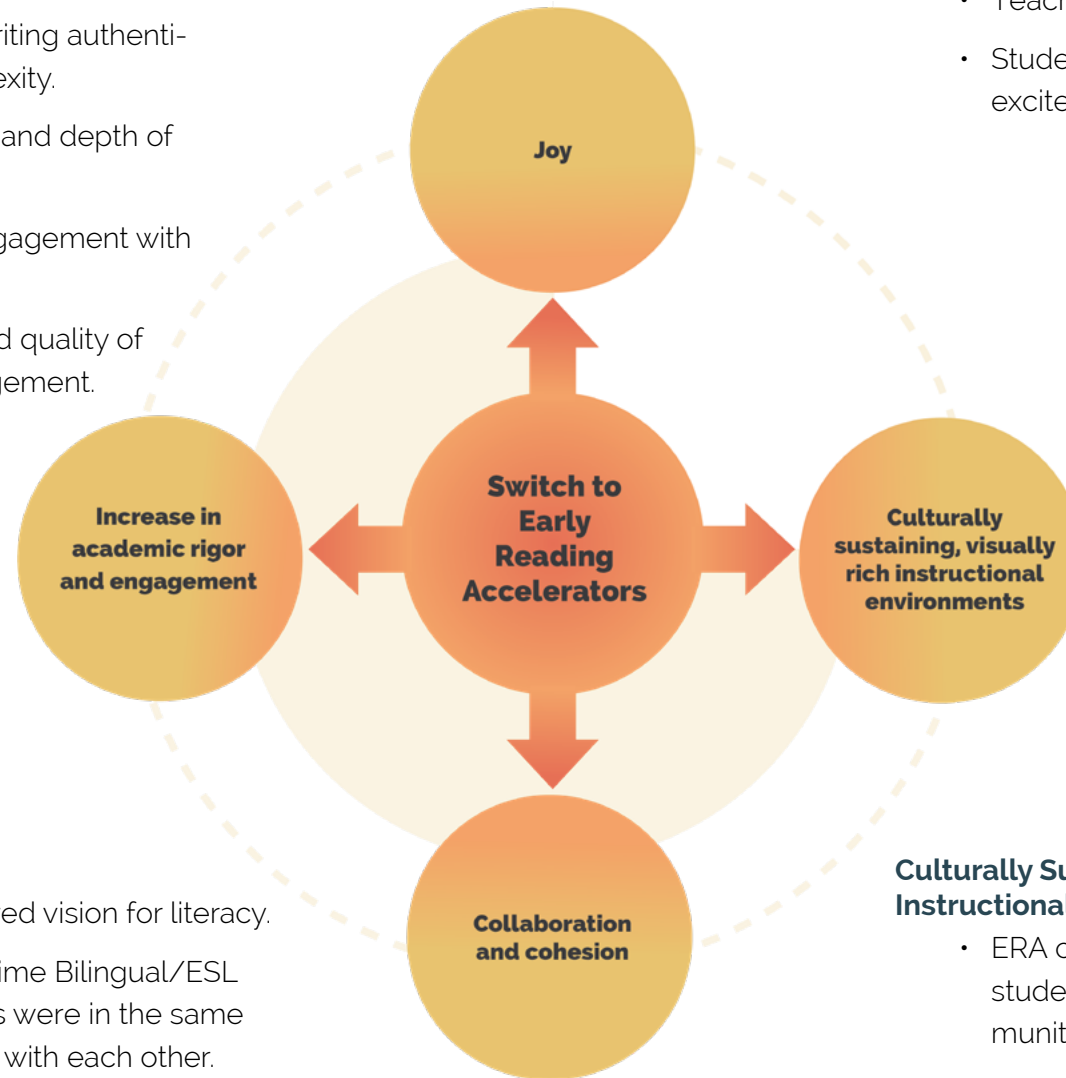 riting authenti-
exity.
and depth of
gagement with
d quality of
gement.
Teach
Stude
excite
Joy
Increase in
academic rigor
and engagement
Switch to
Early
Reading
Accelerators
Culturally
sustaining, visually
rich instructional
environments
Collaboration
and cohesion
ed vision for literacy.
ime Bilingual/ESL
s were in the same
with each other.
Culturally Su
Instructional
• ERA c
stude
munit